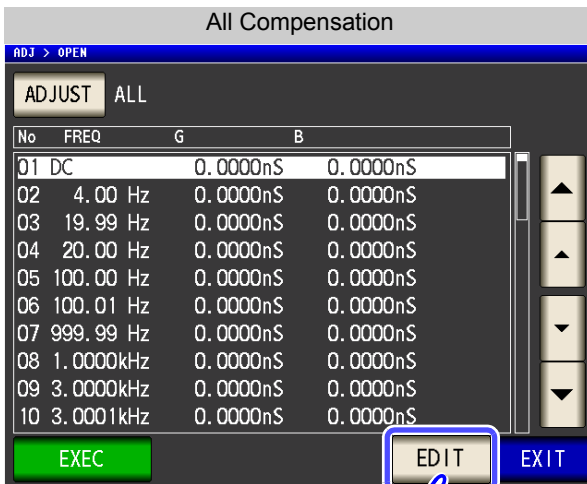 All Compensation
ADJ > OPEN
ADJUST ALL
No FREQ G B
01 DC 0.0000nS 0.0000nS
02 4.00 Hz 0.0000nS 0.0000nS
03 19.99 Hz 0.0000nS 0.0000nS
04 20.00 Hz 0.0000nS 0.0000nS
05 100.00 Hz 0.0000nS 0.0000nS
06 100.01 Hz 0.0000nS 0.0000nS
07 999.99 Hz 0.0000nS 0.0000nS
08 1.0000kHz 0.0000nS 0.0000nS
09 3.0000kHz 0.0000nS 0.0000nS
10 3.0001kHz 0.0000nS 0.0000nS
EXEC EDIT EXIT